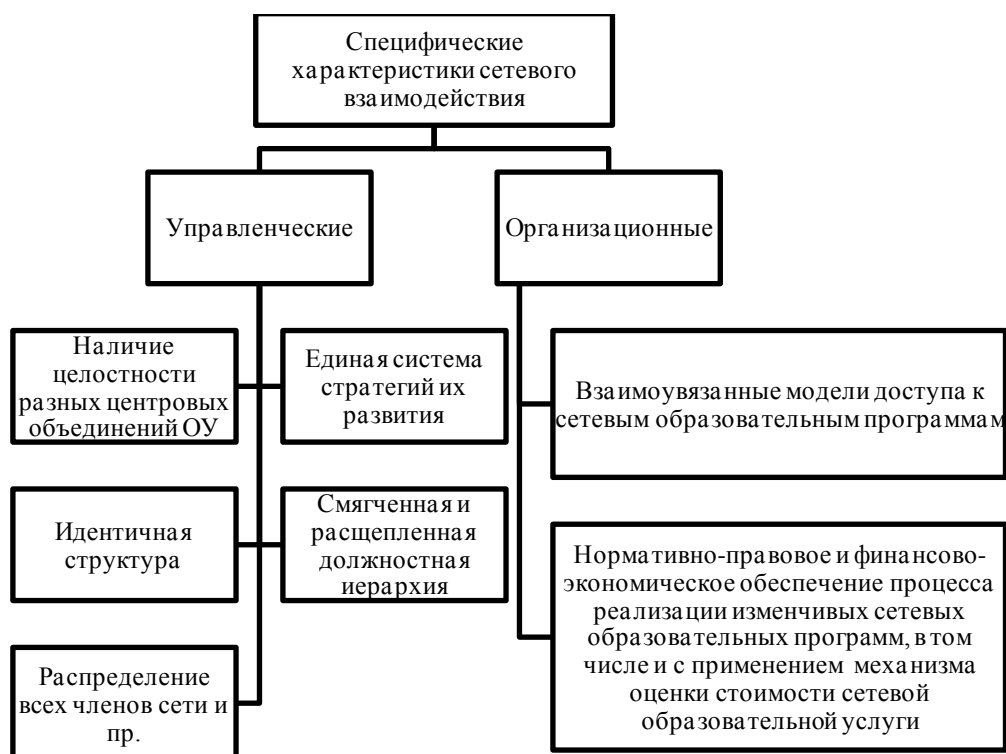 Специфические
характеристики сетевого
взаимодействия
Управленческие
Организационные
Наличие
целостности
разных центровых
объединений ОУ
Единая система
стратегий их
развития
Взаимоувязанные модели доступа к
сетевым образовательным программам
Идентичная
структура
Смягченная и
расщепленная
должностная
иерархия
Нормативно-правовое и финансово-
экономическое обеспечение процесса
реализации изменчивых сетевых
образовательных программ, в том
числе и с применением механизма
оценки стоимости сетевой
образовательной услуги
Распределение
всех членов сети и
пр.